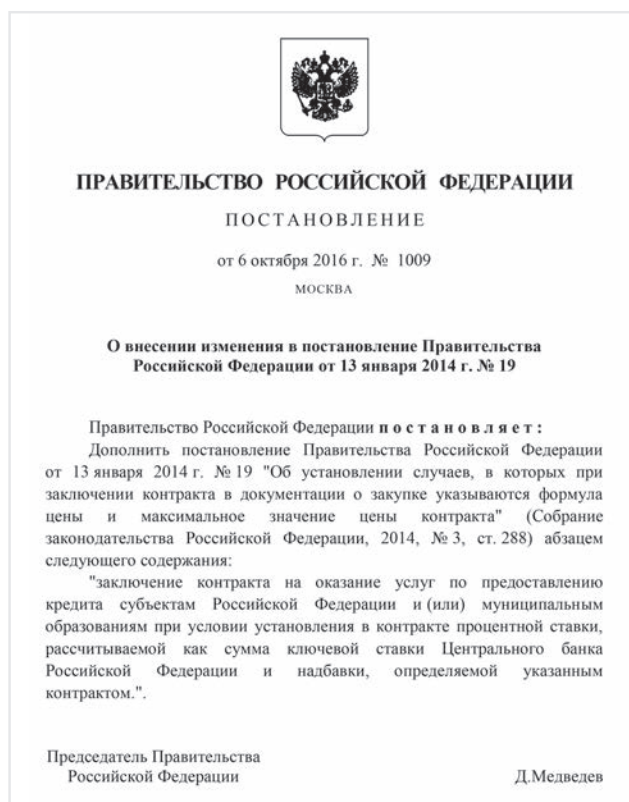 ПРАВИТЕЛЬСТВО РОССИЙСКОЙ ФЕДЕРАЦИИ
ПОСТАНОВЛЕНИЕ
от 6 октября 2016 г. № 1009
МОСКВА
О внесении изменения в постановление Правительства
Российской Федерации от 13 января 2014 г. № 19
Правительство Российской Федерации постановляет:
Дополнить постановление Правительства Российской Федерации
от 13 января 2014 г. № 19 "Об установлении случаев, в которых при
заключении контракта в документации о закупке указываются формула
цены и максимальное значение цены контракта" (Собрание
законодательства Российской Федерации, 2014, № 3, ст. 288) абзацем
следующего содержания:
"заключение контракта на оказание услуг по предоставлению
кредита субъектам Российской Федерации и (или) муниципальным
образованиям при условии установления в контракте процентной ставки,
рассчитываемой как сумма ключевой ставки Центрального банка
Российской Федерации и надбавки, определяемой указанным
контрактом.".
Председатель Правительства
Российской Федерации Д.Медведев